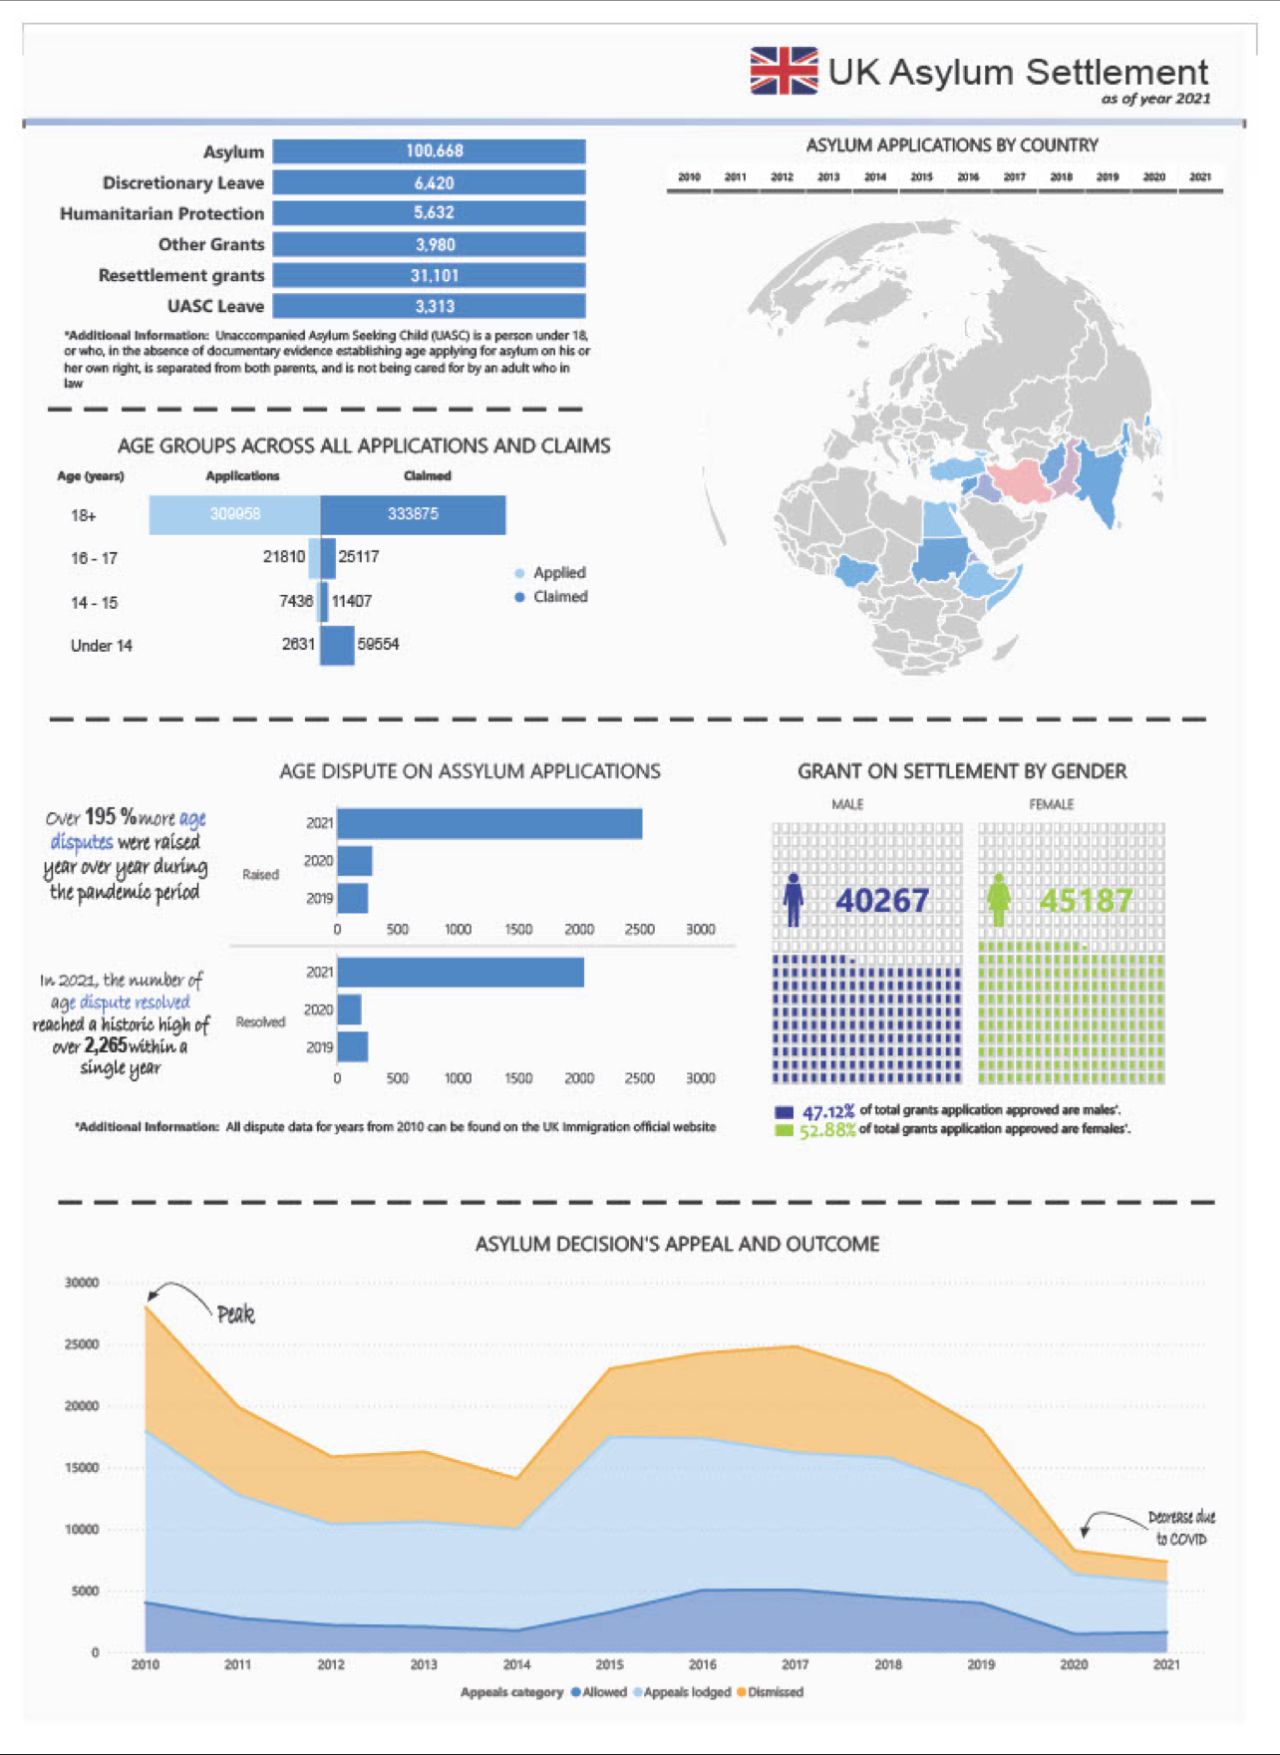 UK Asylum Settlement
as of year 2021
Asylum 100,668
Discretionary Leave 6,420
Humanitarian Protection 5,632
Other Grants 3,980
Resettlement grants 31,101
UASC Leave 3,313
*Additional Information: Unaccompanied Asylum Seeking Child (UASC) is a person under 18,
or who, in the absence of documentary evidence establishing age applying for asylum on his or
her own right, is separated from both parents, and is not being cared for by an adult who in
law
ASYLUM APPLICATIONS BY COUNTRY
2010 2011 2012 2013 2014 2015 2016 2017 2018 2019 2020 2021
AGE GROUPS ACROSS ALL APPLICATIONS AND CLAIMS
Age (years) Applications Claimed
18+ 309958 333875
16 - 17 21810 25117
14 - 15 7436 11407
Under 14 2631 59554
Applied
Claimed
AGE DISPUTE ON ASSYLUM APPLICATIONS
Over 195 % more age
disputes were raised
year over year during
the pandemic period
Raised
2021
2020
2019
0 500 1000 1500 2000 2500 3000
In 2021, the number of
age dispute resolved
reached a historic high of
over 2,265 within a
single year
Resolved
2021
2020
2019
0 500 1000 1500 2000 2500 3000
*Additional Information: All dispute data for years from 2010 can be found on the UK Immigration official website
GRANT ON SETTLEMENT BY GENDER
MALE FEMALE
40267 45187
47.12% of total grants application approved are males'.
52.88% of total grants application approved are females'.
ASYLUM DECISION'S APPEAL AND OUTCOME
30000
25000
20000
15000
10000
5000
0
Peak
Decrease due
to COVID
2010 2011 2012 2013 2014 2015 2016 2017 2018 2019 2020 2021
Appeals category Allowed Appeals lodged Dismissed